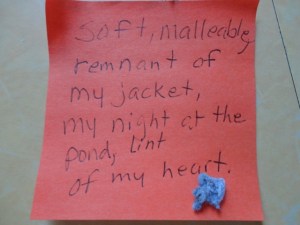 soft, malleable,
remnant of
my jacket,
my night at the
pond, lint
of my heart.